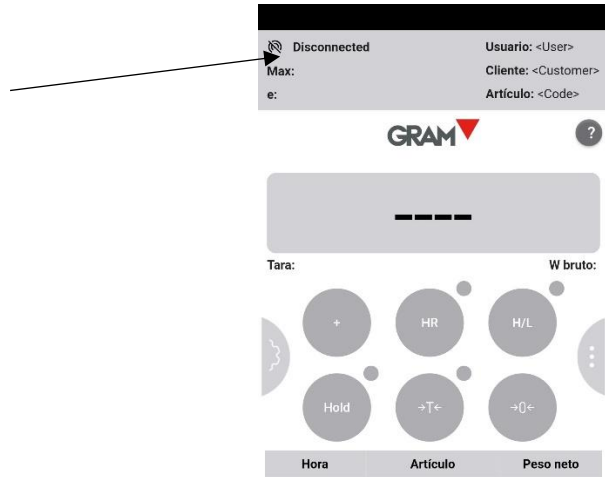 Disconnected Usuario: <User>
Max: Cliente: <Customer>
e: Artículo: <Code>
GRAM
?
----
Tara: W bruto:
+ HR H/L
Hold →T← →0←
Hora Artículo Peso neto